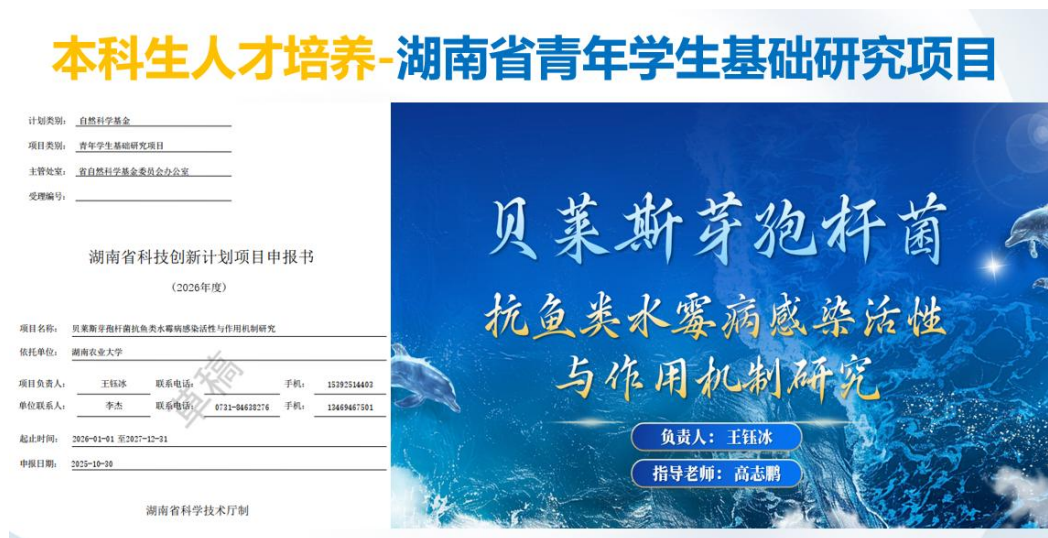 本科生人才培养-湖南省青年学生基础研究项目
计划类别： 自然科学基金
项目类别： 青年学生基础研究项目
主管处室： 省自然科学基金委员会办公室
受理编号：
湖南省科技创新计划项目申报书
（2026年度）
项目名称： 贝莱斯芽孢杆菌抗鱼类水霉病感染活性与作用机制研究
依托单位： 湖南农业大学
项目负责人： 王钰冰 联系电话： 手机： 15392514403
单位联系人： 李杰 联系电话： 0731-84638276 手机： 13469467501
起止时间： 2026-01-01 至2027-12-31
申报日期： 2025-10-30
草稿
湖南省科学技术厅制
贝莱斯芽孢杆菌
抗鱼类水霉病感染活性
与作用机制研究
负责人：王钰冰
指导老师：高志鹏